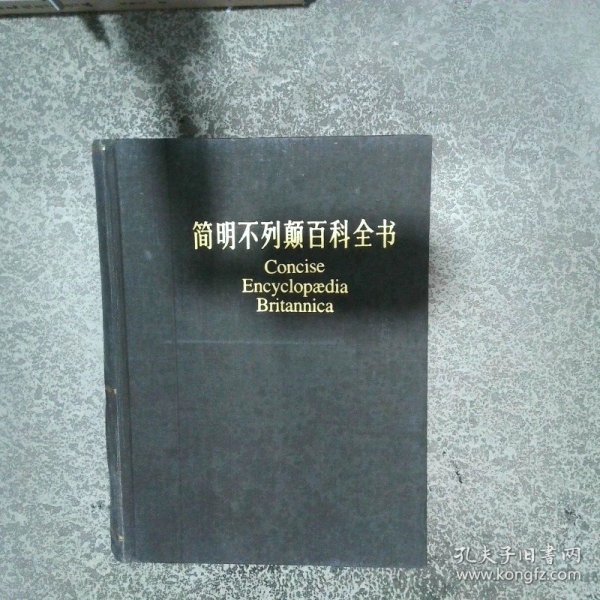 简明不列颠百科全书
Concise
Encyclopædia
Britannica
孔夫子旧书网
www.kongfz.com